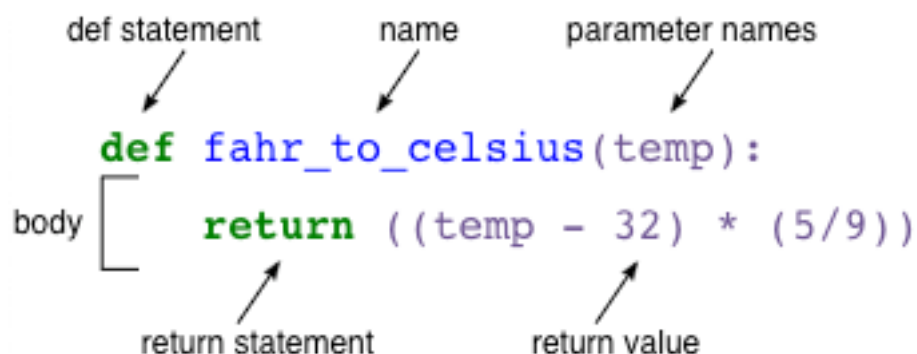 def statement name parameter names
def fahr_to_celsius(temp):
body return ((temp - 32) * (5/9))
return statement return value